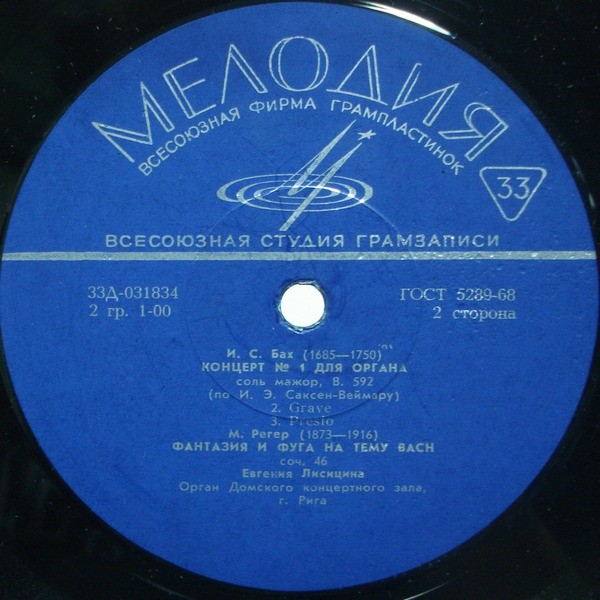 МЕЛОДИЯ
ВСЕСОЮЗНАЯ ФИРМА ГРАМПЛАСТИНОК
33
ВСЕСОЮЗНАЯ СТУДИЯ ГРАМЗАПИСИ
33Д-031834
2 гр. 1-00
ГОСТ 5289-68
2 сторона
И. С. Бах (1685—1750)
КОНЦЕРТ № 1 ДЛЯ ОРГАНА
соль мажор, В. 592
(по И. Э. Саксен-Веймару)
2. Grave
3. Presto
М. Регер (1873—1916)
ФАНТАЗИЯ И ФУГА НА ТЕМУ BACH
соч. 46
Евгения Лисицина
Орган Домского концертного зала,
г. Рига